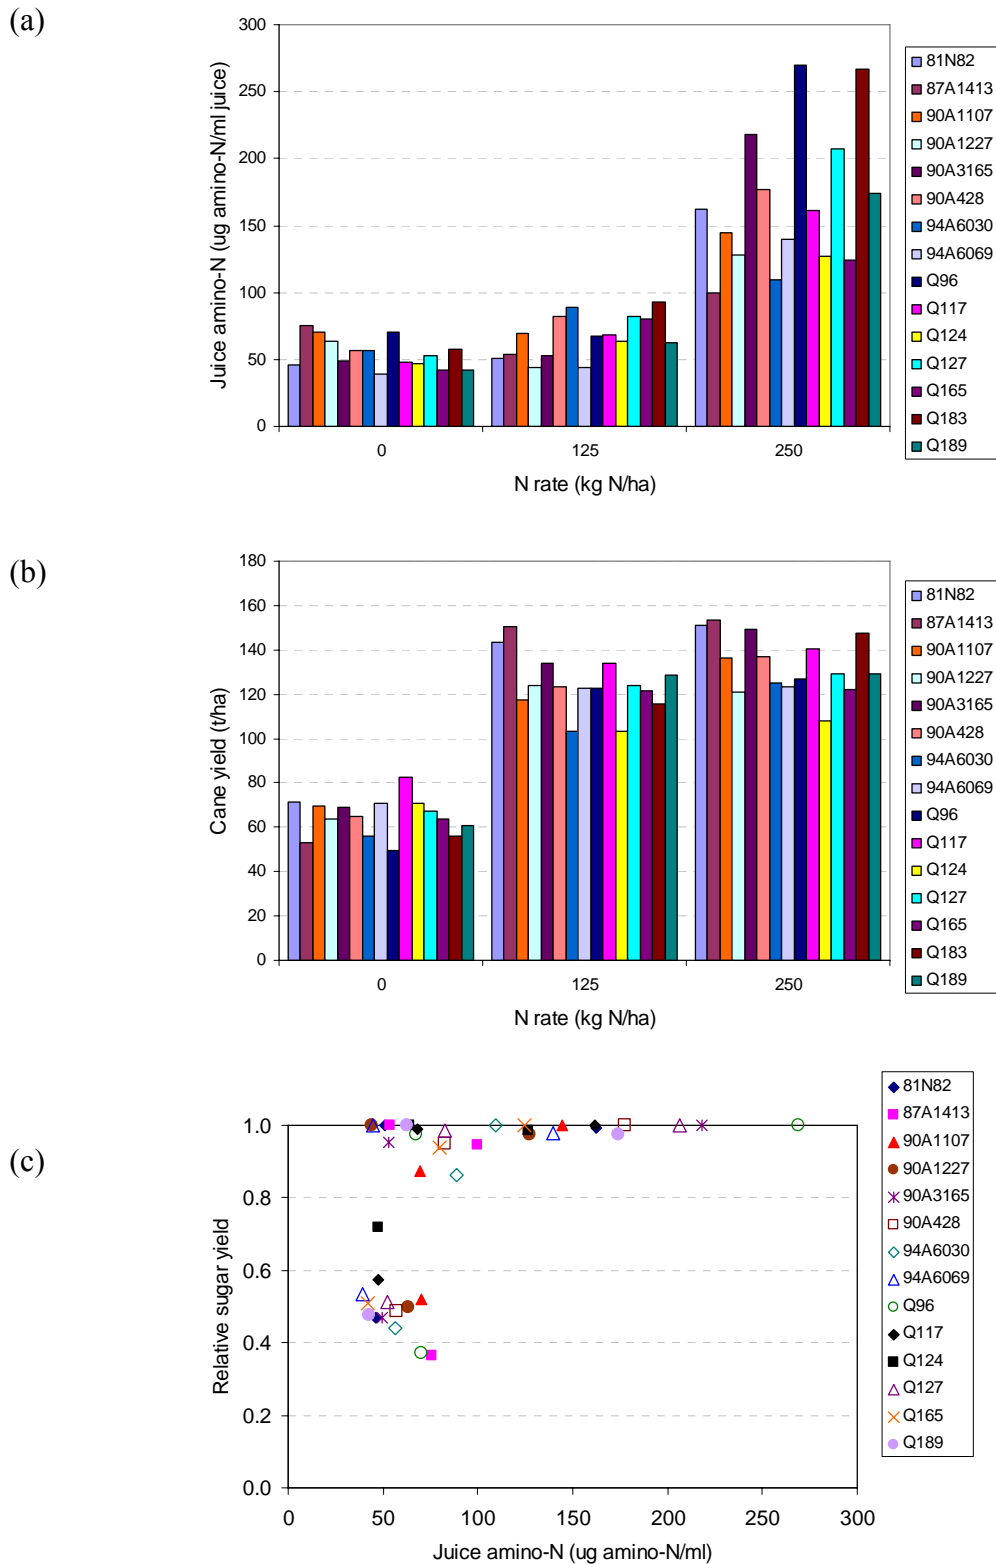 (a)
Juice amino-N (ug amino-N/ml juice)
300
250
200
150
100
50
0
0
125
250
N rate (kg N/ha)
81N82
87A1413
90A1107
90A1227
90A3165
90A428
94A6030
94A6069
Q96
Q117
Q124
Q127
Q165
Q183
Q189
(b)
Cane yield (t/ha)
180
160
140
120
100
80
60
40
20
0
0
125
250
N rate (kg N/ha)
81N82
87A1413
90A1107
90A1227
90A3165
90A428
94A6030
94A6069
Q96
Q117
Q124
Q127
Q165
Q183
Q189
(c)
Relative sugar yield
1.0
0.8
0.6
0.4
0.2
0.0
0
50
100
150
200
250
300
Juice amino-N (ug amino-N/ml)
81N82
87A1413
90A1107
90A1227
90A3165
90A428
94A6030
94A6069
Q96
Q117
Q124
Q127
Q165
Q189